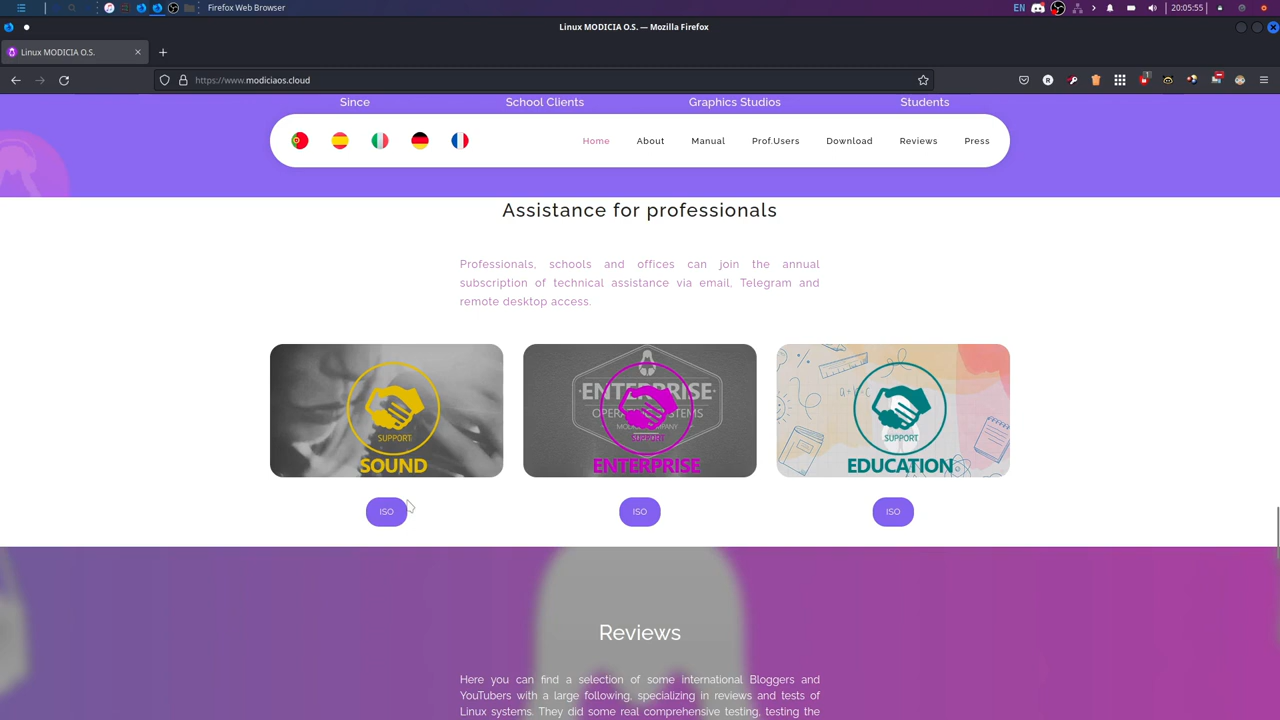 Firefox Web Browser
EN
20:05:55
Linux MODICIA O.S. — Mozilla Firefox
Linux MODICIA O.S.
https://www.modiciaos.cloud
Since School Clients Graphics Studios Students
Home About Manual Prof.Users Download Reviews Press
Assistance for professionals
Professionals, schools and offices can join the annual
subscription of technical assistance via email, Telegram and
remote desktop access.
SUPPORT
SOUND
ENTERPRISE
OPERATING SYSTEMS
SUPPORT
ENTERPRISE
SUPPORT
EDUCATION
ISO ISO ISO
Reviews
Here you can find a selection of some international Bloggers and
YouTubers with a large following, specializing in reviews and tests of
Linux systems. They did some real comprehensive testing, testing the